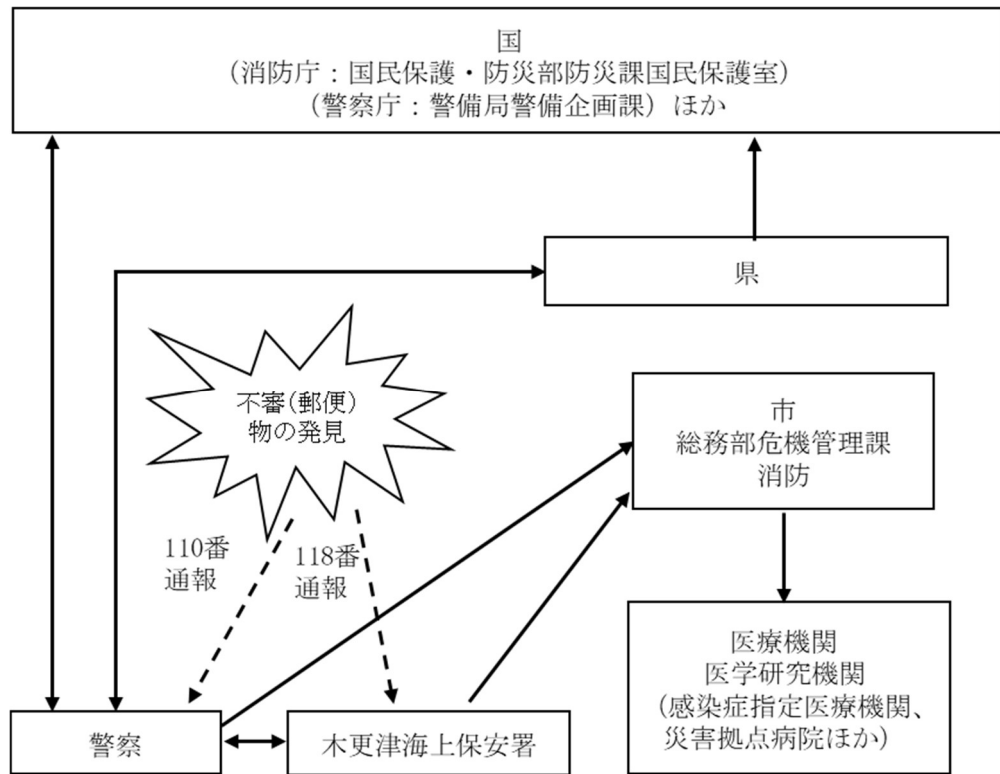 国
（消防庁：国民保護・防災部防災課国民保護室）
（警察庁：警備局警備企画課）ほか
県
不審（郵便）
物の発見
市
総務部危機管理課
消防
110番
通報
118番
通報
医療機関
医学研究機関
（感染症指定医療機関、
災害拠点病院ほか）
警察
木更津海上保安署